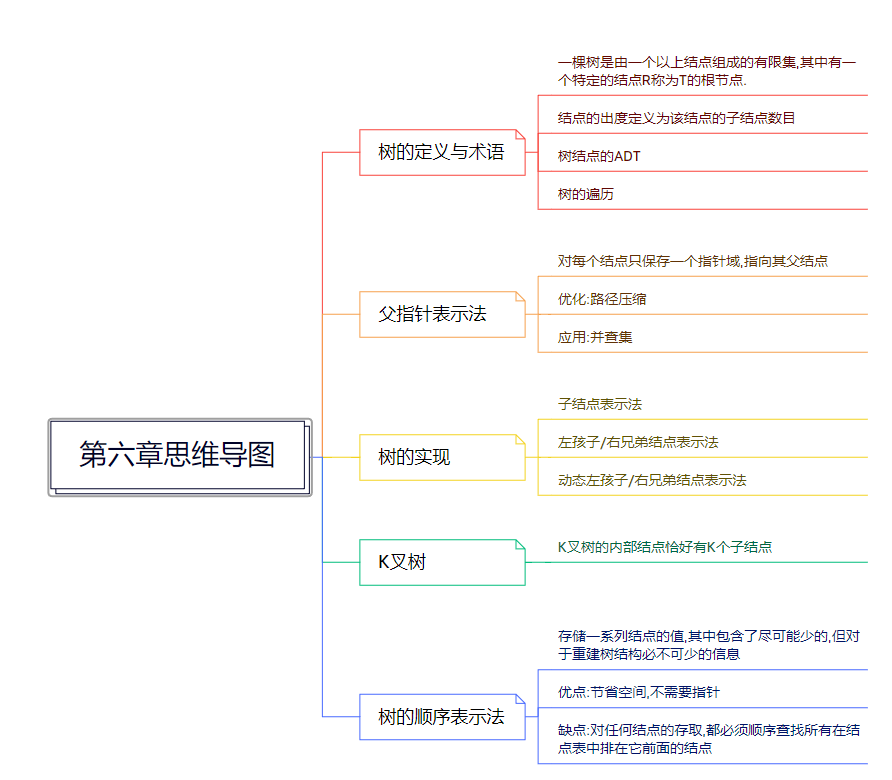 一棵树是由一个以上结点组成的有限集,其中有一
个特定的结点R称为T的根节点.
结点的出度定义为该结点的子结点数目
树的定义与术语
树结点的ADT
树的遍历
对每个结点只保存一个指针域,指向其父结点
优化:路径压缩
父指针表示法
应用:并查集
子结点表示法
左孩子/右兄弟结点表示法
第六章思维导图
树的实现
动态左孩子/右兄弟结点表示法
K叉树的内部结点恰好有K个子结点
K叉树
存储一系列结点的值,其中包含了尽可能少的,但对
于重建树结构必不可少的信息
优点:节省空间,不需要指针
树的顺序表示法
缺点:对任何结点的存取,都必须顺序查找所有在结
点表中排在它前面的结点